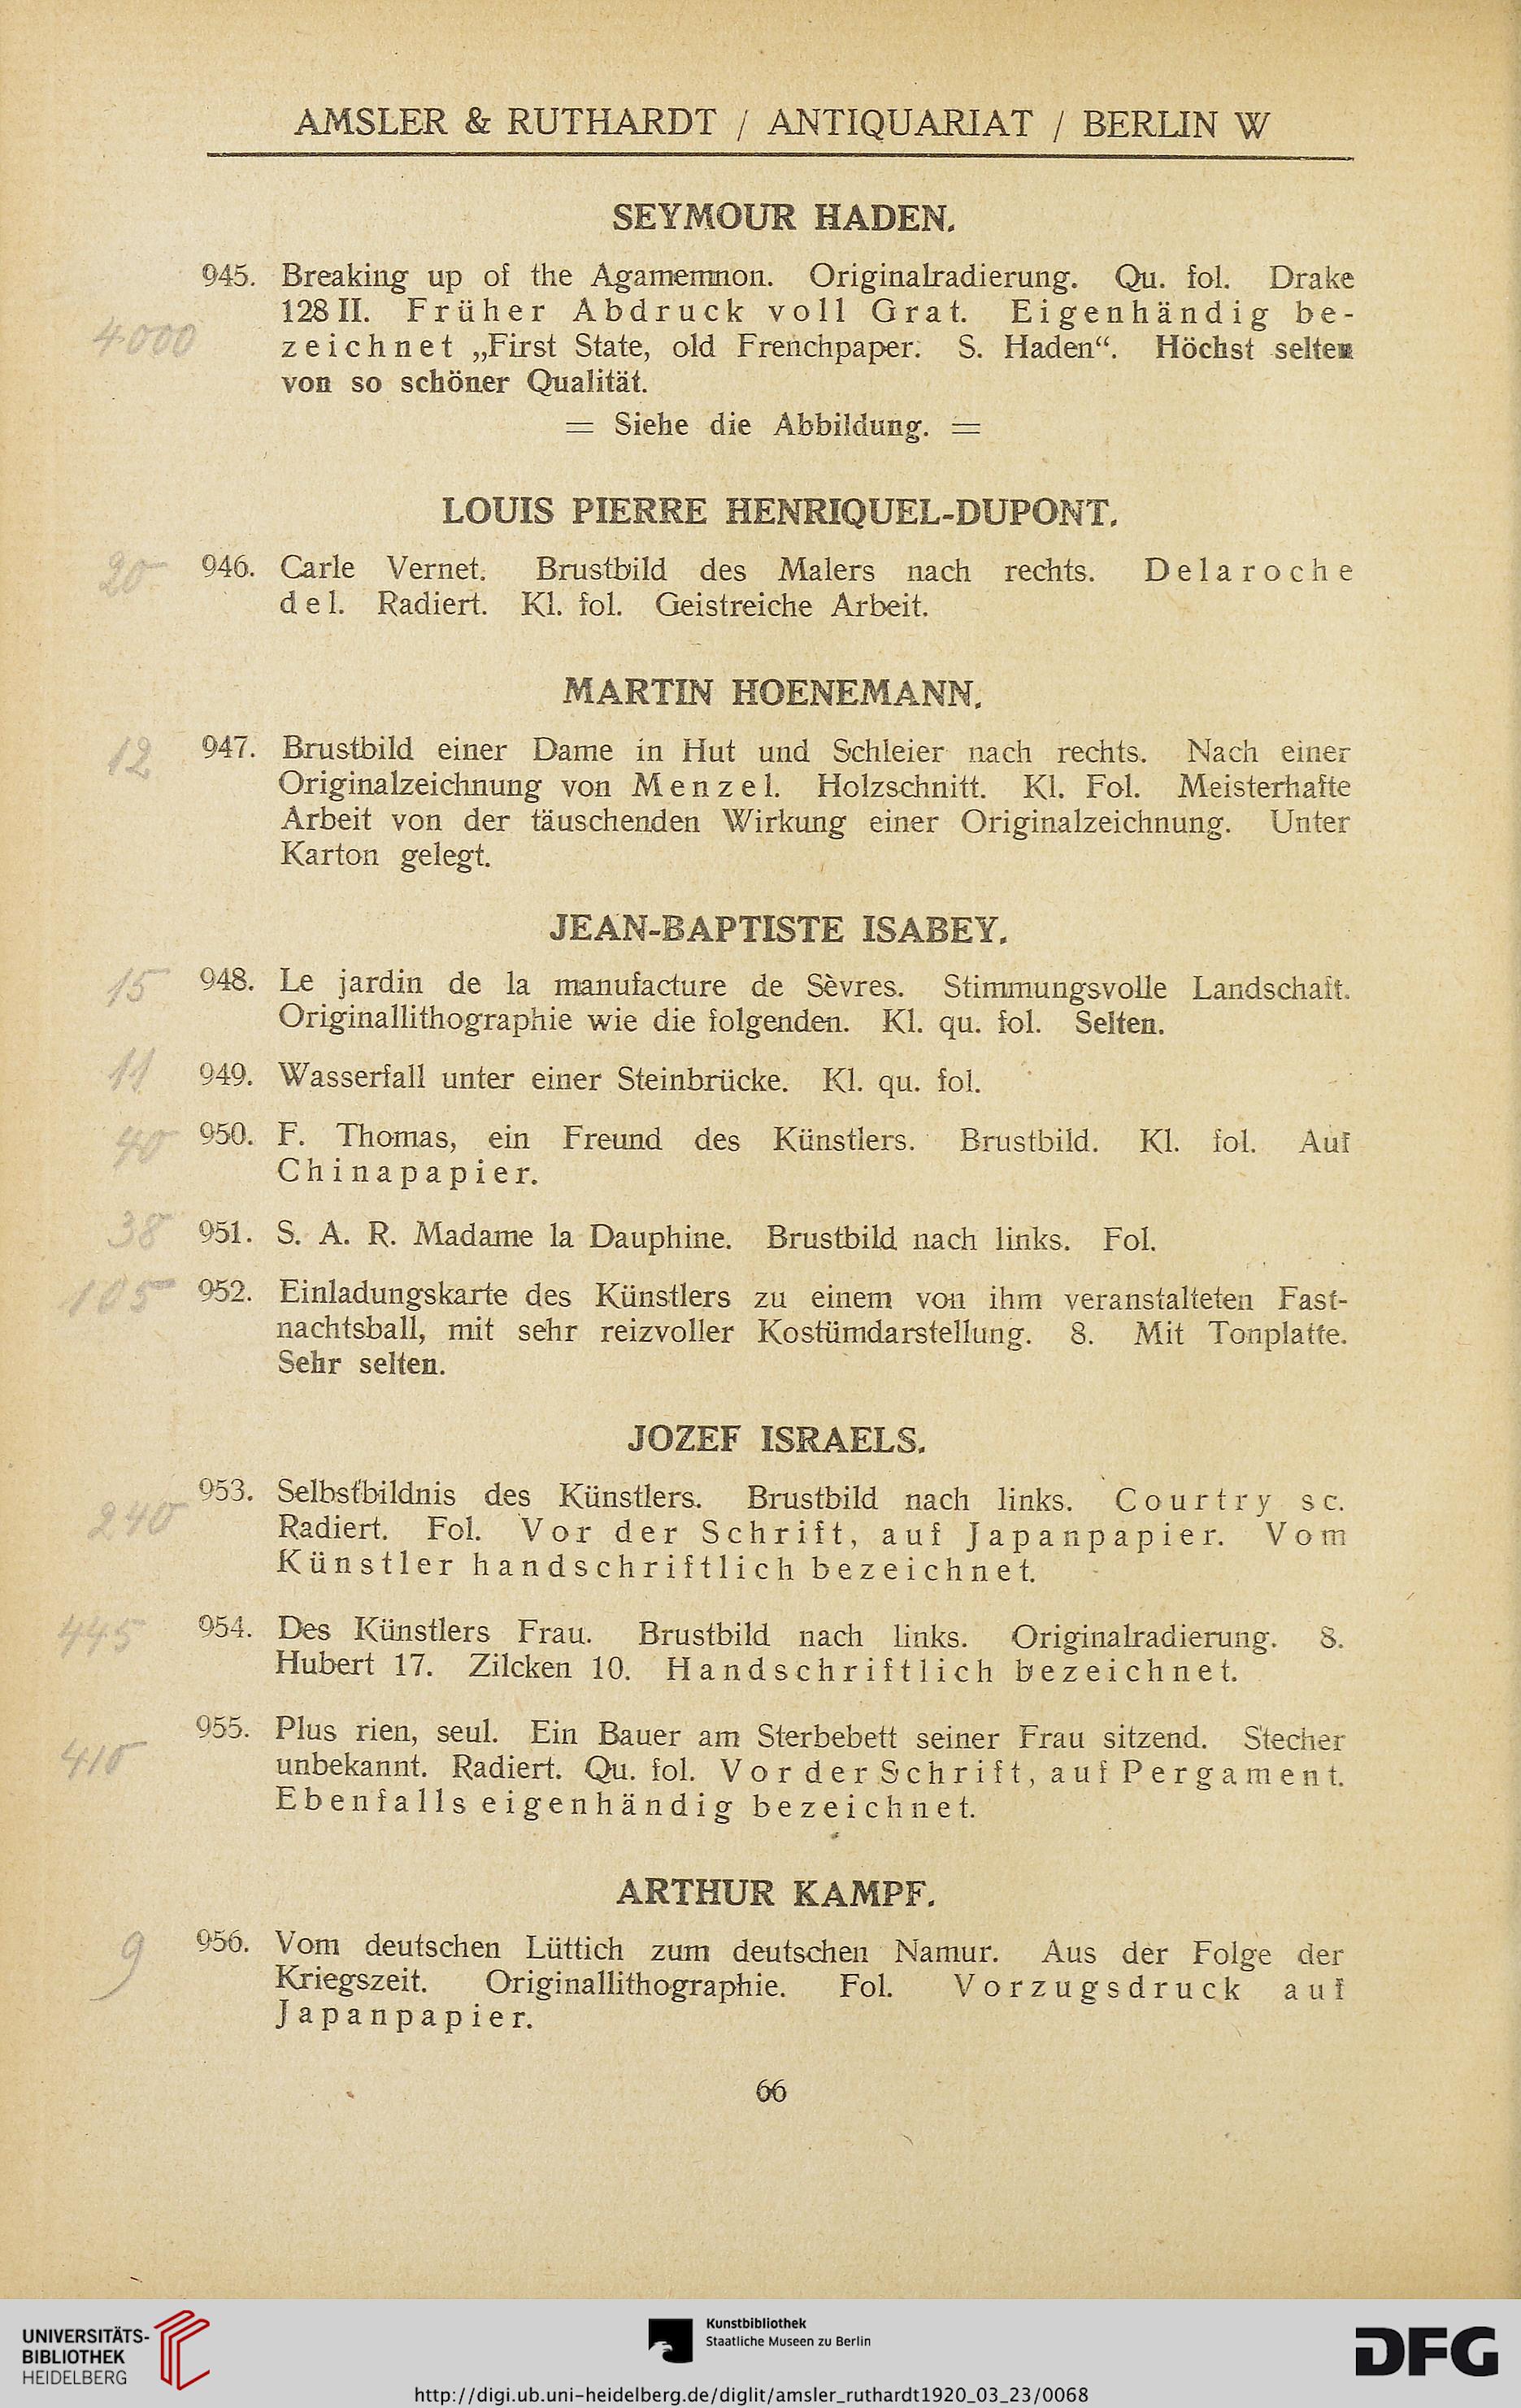 AMSLER & RUTHARDT / ANTIQUARIAT / BERLIN W
SEYMOUR HADEN.
945. Breaking up of the Agamemnon. Originalradierung. Qu. fol. Drake
128 II. Früher Abdruck voll Grat. Eigenhändig be-
4000
zeichnet „First State, old Frenchpaper. S. Haden“. Höchst selten
von so schöner Qualität.
= Siehe die Abbildung. =
LOUIS PIERRE HENRIQUEL-DUPONT.
20 946. Carle Vernet. Brustbild des Malers nach rechts. Delaroche
del. Radiert. Kl. fol. Geistreiche Arbeit.
MARTIN HOENEMANN.
12 947. Brustbild einer Dame in Hut und Schleier nach rechts. Nach einer
Originalzeichnung von Menzel. Holzschnitt. Kl. Fol. Meisterhafte
Arbeit von der täuschenden Wirkung einer Originalzeichnung. Unter
Karton gelegt.
JEAN-BAPTISTE ISABEY.
15 948. Le jardin de la manufacture de Sèvres. Stimmungsvolle Landschaft.
Originallithographie wie die folgenden. Kl. qu. fol. Selten.
11 949. Wasserfall unter einer Steinbrücke. Kl. qu. fol.
40 950. F. Thomas, ein Freund des Künstlers. Brustbild. Kl. fol. Auf
Chinapapier.
38 951. S. A. R. Madame la Dauphine. Brustbild nach links. Fol.
105 952. Einladungskarte des Künstlers zu einem von ihm veranstalteten Fast-
nachtsball, mit sehr reizvoller Kostümdarstellung. 8. Mit Tonplatte.
Sehr selten.
JOZEF ISRAELS.
240 953. Selbstbildnis des Künstlers. Brustbild nach links. Courtry sc.
Radiert. Fol. Vor der Schrift, auf Japanpapier. Vom
Künstler handschriftlich bezeichnet.
445 954. Des Künstlers Frau. Brustbild nach links. Originalradierung. 8.
Hubert 17. Zilcken 10. Handschriftlich bezeichnet.
410 955. Plus rien, seul. Ein Bauer am Sterbebett seiner Frau sitzend. Stecher
unbekannt. Radiert. Qu. fol. Vor der Schrift, auf Pergament.
Ebenfalls eigenhändig bezeichnet.
ARTHUR KAMPF.
9 956. Vom deutschen Lüttich zum deutschen Namur. Aus der Folge der
Kriegszeit. Originallithographie. Fol. Vorzugsdruck auf
Japanpapier.
66
UNIVERSITÄTS-
BIBLIOTHEK
HEIDELBERG
Kunstbibliothek
Staatliche Museen zu Berlin
DFG
http://digi.ub.uni-heidelberg.de/diglit/amsler_ruthardt1920_03_23/0068